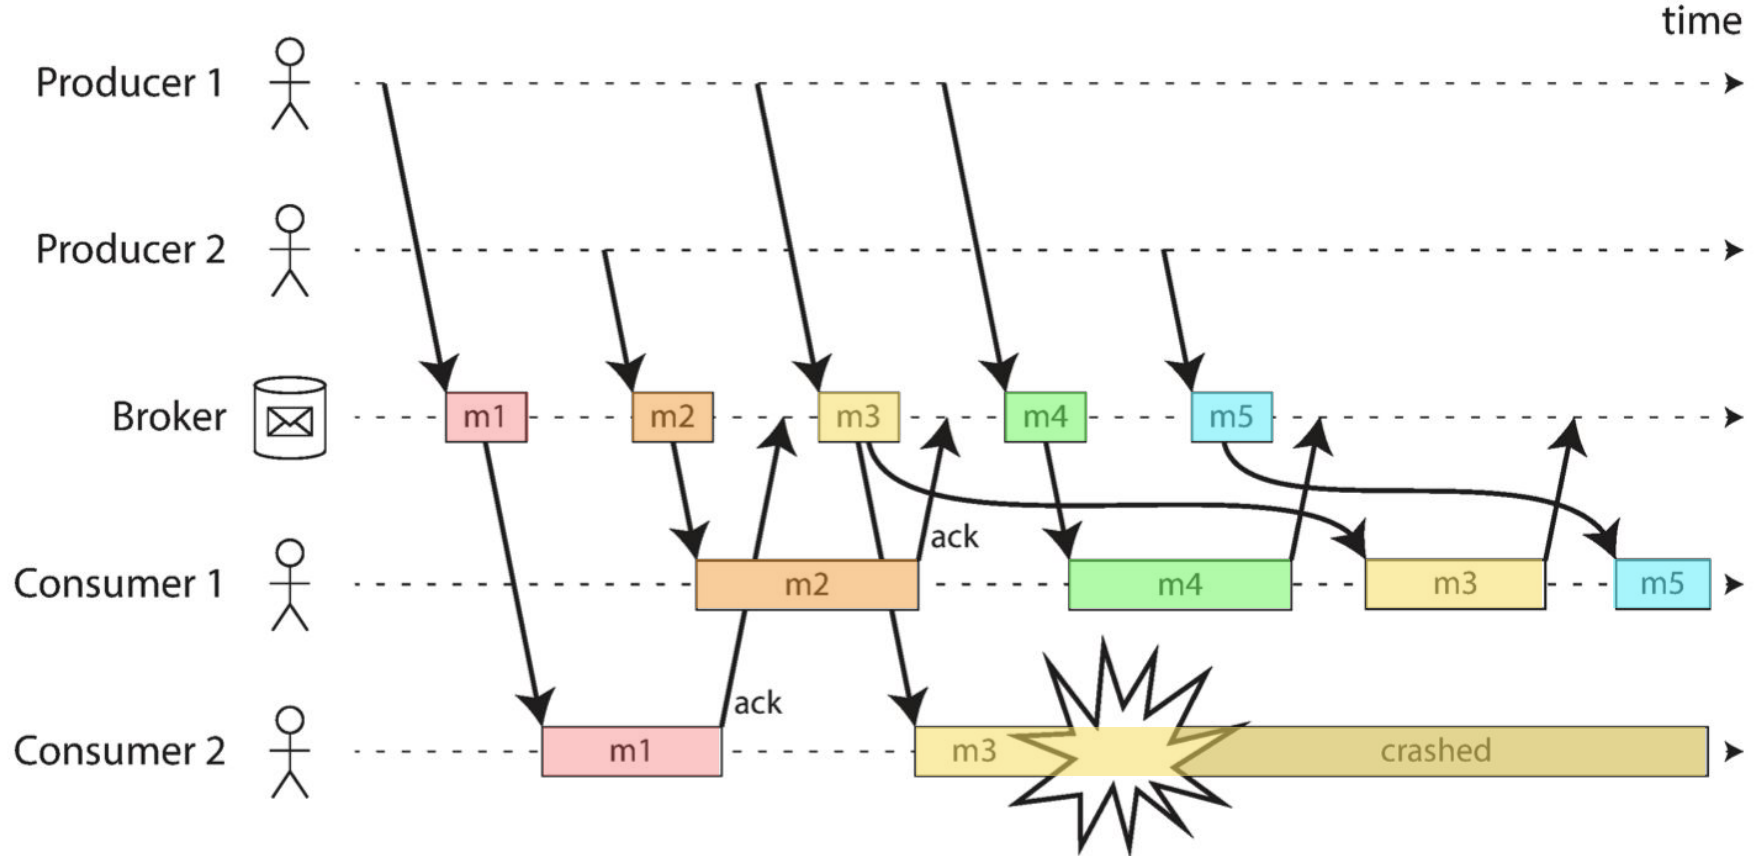 time
Producer 1
Producer 2
Broker m1 m2 m3 m4 m5
ack
Consumer 1 m2 m4 m3 m5
ack
Consumer 2 m1 m3 crashed